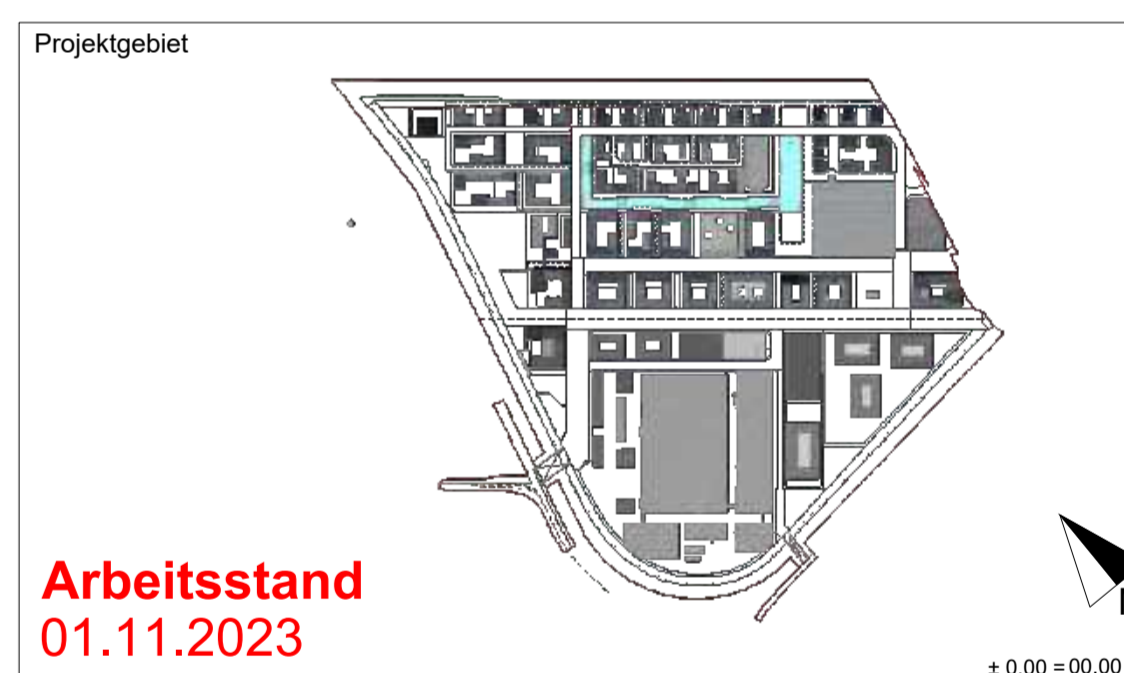 Projektgebiet
Arbeitsstand
01.11.2023
± 0.00 = 00,00